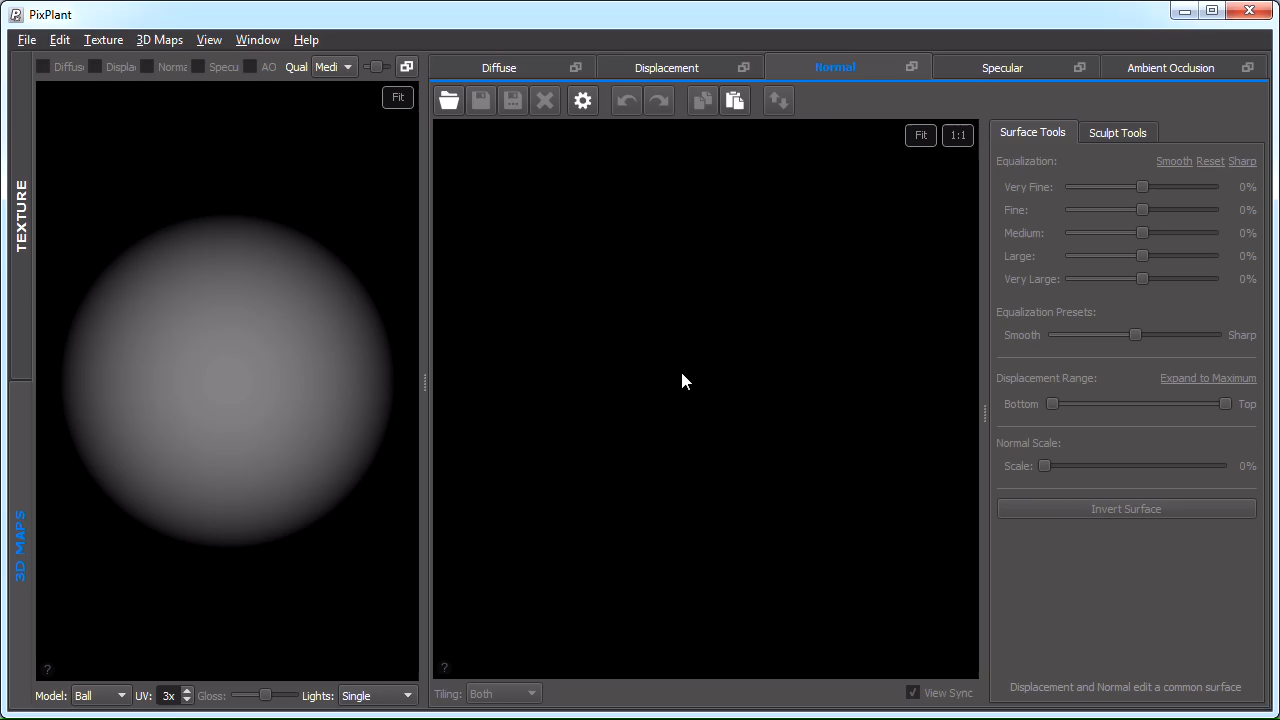 PixPlant
File Edit Texture 3D Maps View Window Help
TEXTURE
3D MAPS
Diffus Displa Norma Specu AO Qual Medi
Fit
?
Model: Ball UV: 3x Gloss: Lights: Single
Diffuse Displacement Normal Specular Ambient Occlusion
Fit 1:1
?
Tiling: Both View Sync
Surface Tools Sculpt Tools
Equalization: Smooth Reset Sharp
Very Fine: 0%
Fine: 0%
Medium: 0%
Large: 0%
Very Large: 0%
Equalization Presets:
Smooth Sharp
Displacement Range: Expand to Maximum
Bottom Top
Normal Scale:
Scale: 0%
Invert Surface
Displacement and Normal edit a common surface